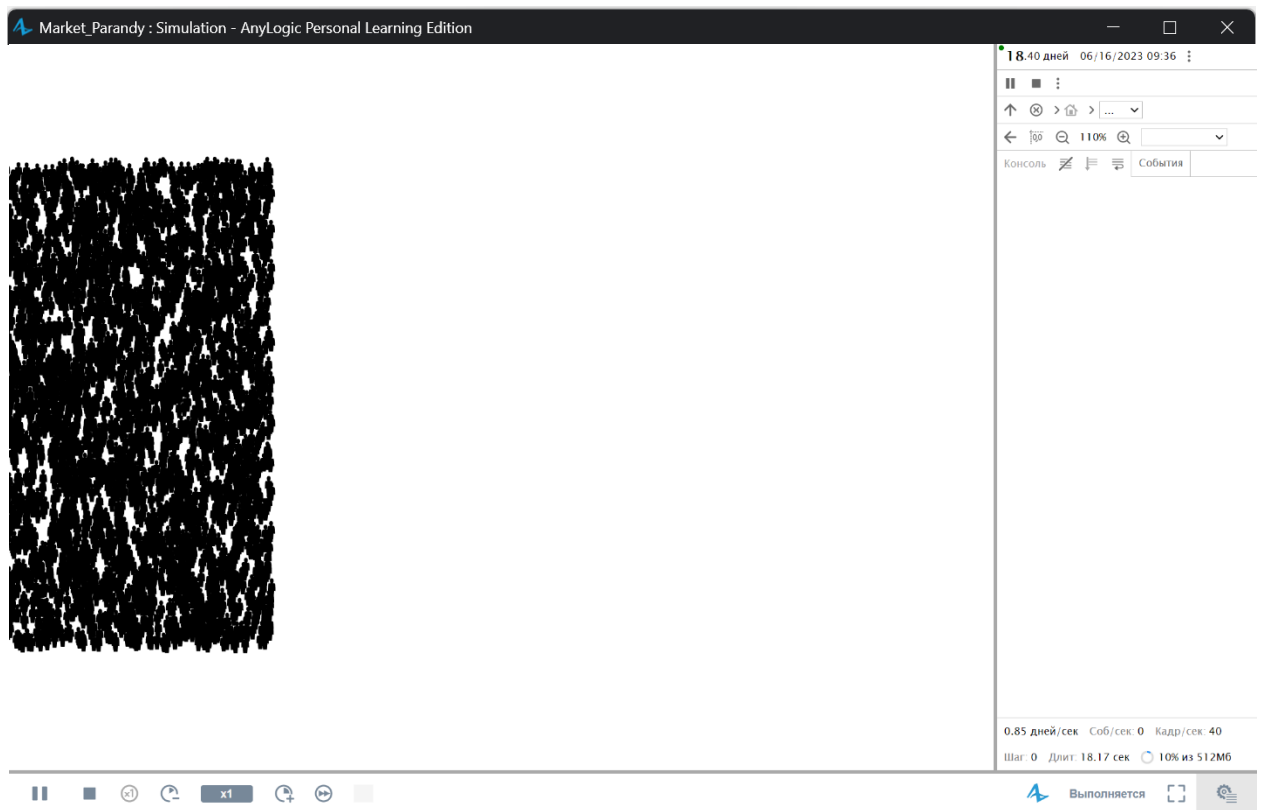 Market_Parandy : Simulation - AnyLogic Personal Learning Edition
18.40 дней 06/16/2023 09:36
...
110%
Консоль События
0.85 дней/сек Соб/сек: 0 Кадр/сек: 40
Шаг: 0 Длит: 18.17 сек 10% из 512Мб
x1 x1 Выполняется